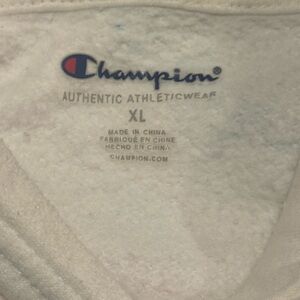 Champion
AUTHENTIC ATHLETICWEAR
XL
MADE IN CHINA
FABRIQUÉ EN CHINE
HECHO EN CHINA
CHAMPION.COM